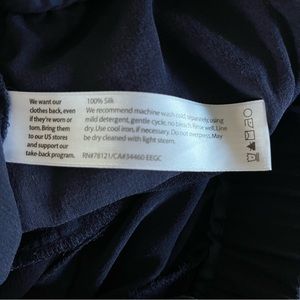 We want our
clothes back, even
if they're worn or
torn. Bring them
to our US stores
and support our
take-back program.
100% Silk
We recommend machine wash cold, separately, using
mild detergent, gentle cycle, no bleach. Rinse well. Line
dry. Use cool iron, if necessary. Do not overpress. May
be dry cleaned with light steam.
RN#78121/CA#34460 EEGC